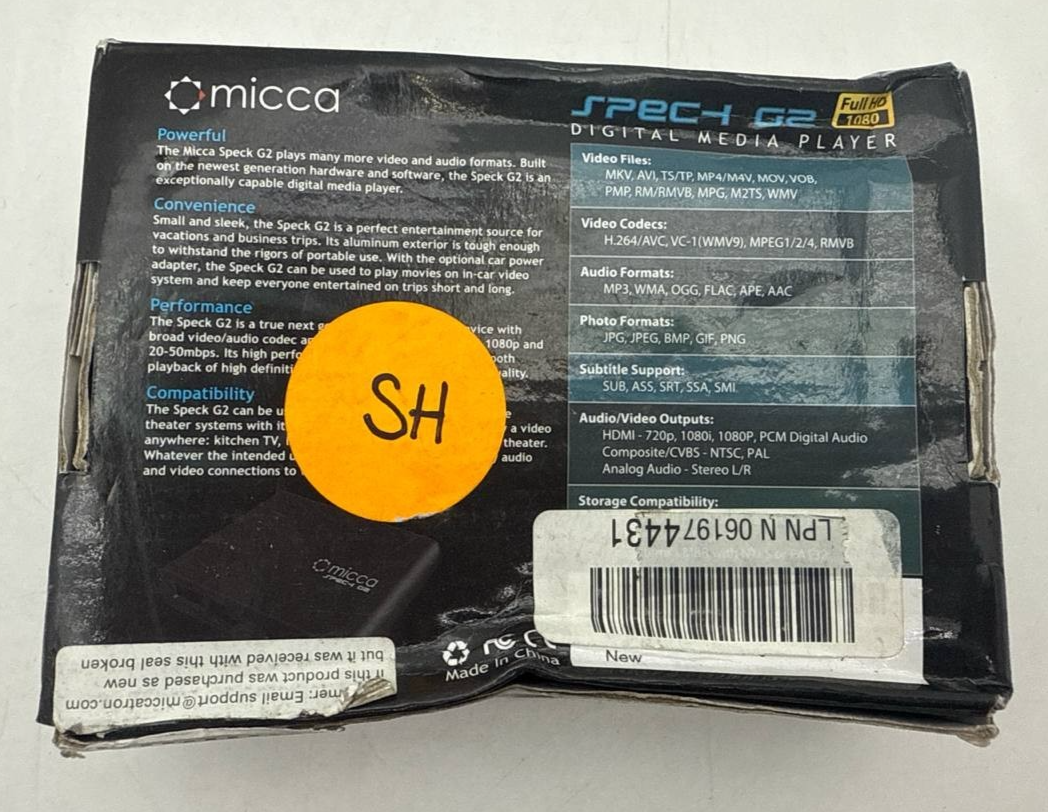 micca
Powerful
The Micca Speck G2 plays many more video and audio formats. Built
on the newest generation hardware and software, the Speck G2 is an
exceptionally capable digital media player.
Convenience
Small and sleek, the Speck G2 is a perfect entertainment source for
vacations and business trips. Its aluminum exterior is tough enough
to withstand the rigors of portable use. With the optional car power
adapter, the Speck G2 can be used to play movies on in-car video
system and keep everyone entertained on trips short and long.
Performance
The Speck G2 is a true next vice with
broad video/audio codec 1080p and
20-50mbps. Its high
playback of high
Compatibility
The Speck G2 can be
theater systems with a video
anywhere: kitchen TV, theater.
Whatever the intended audio
and video connections to
SH
micca
SPECK G2
SPECK G2 Full HD 1080
DIGITAL MEDIA PLAYER
Video Files:
MKV, AVI, TS/TP, MP4/M4V, MOV, VOB,
PMP, RM/RMVB, MPG, M2TS, WMV
Video Codecs:
H.264/AVC, VC-1(WMV9), MPEG1/2/4, RMVB
Audio Formats:
MP3, WMA, OGG, FLAC, APE, AAC
Photo Formats:
JPG, JPEG, BMP, GIF, PNG
Subtitle Support:
SUB, ASS, SRT, SSA, SMI
Audio/Video Outputs:
HDMI - 720p, 1080i, 1080P, PCM Digital Audio
Composite/CVBS - NTSC, PAL
Analog Audio - Stereo L/R
Storage Compatibility:
LPN N 061974431
New
Made In China
Email support@miccatron.com
if this product was purchased as new
but it was received with this seal broken